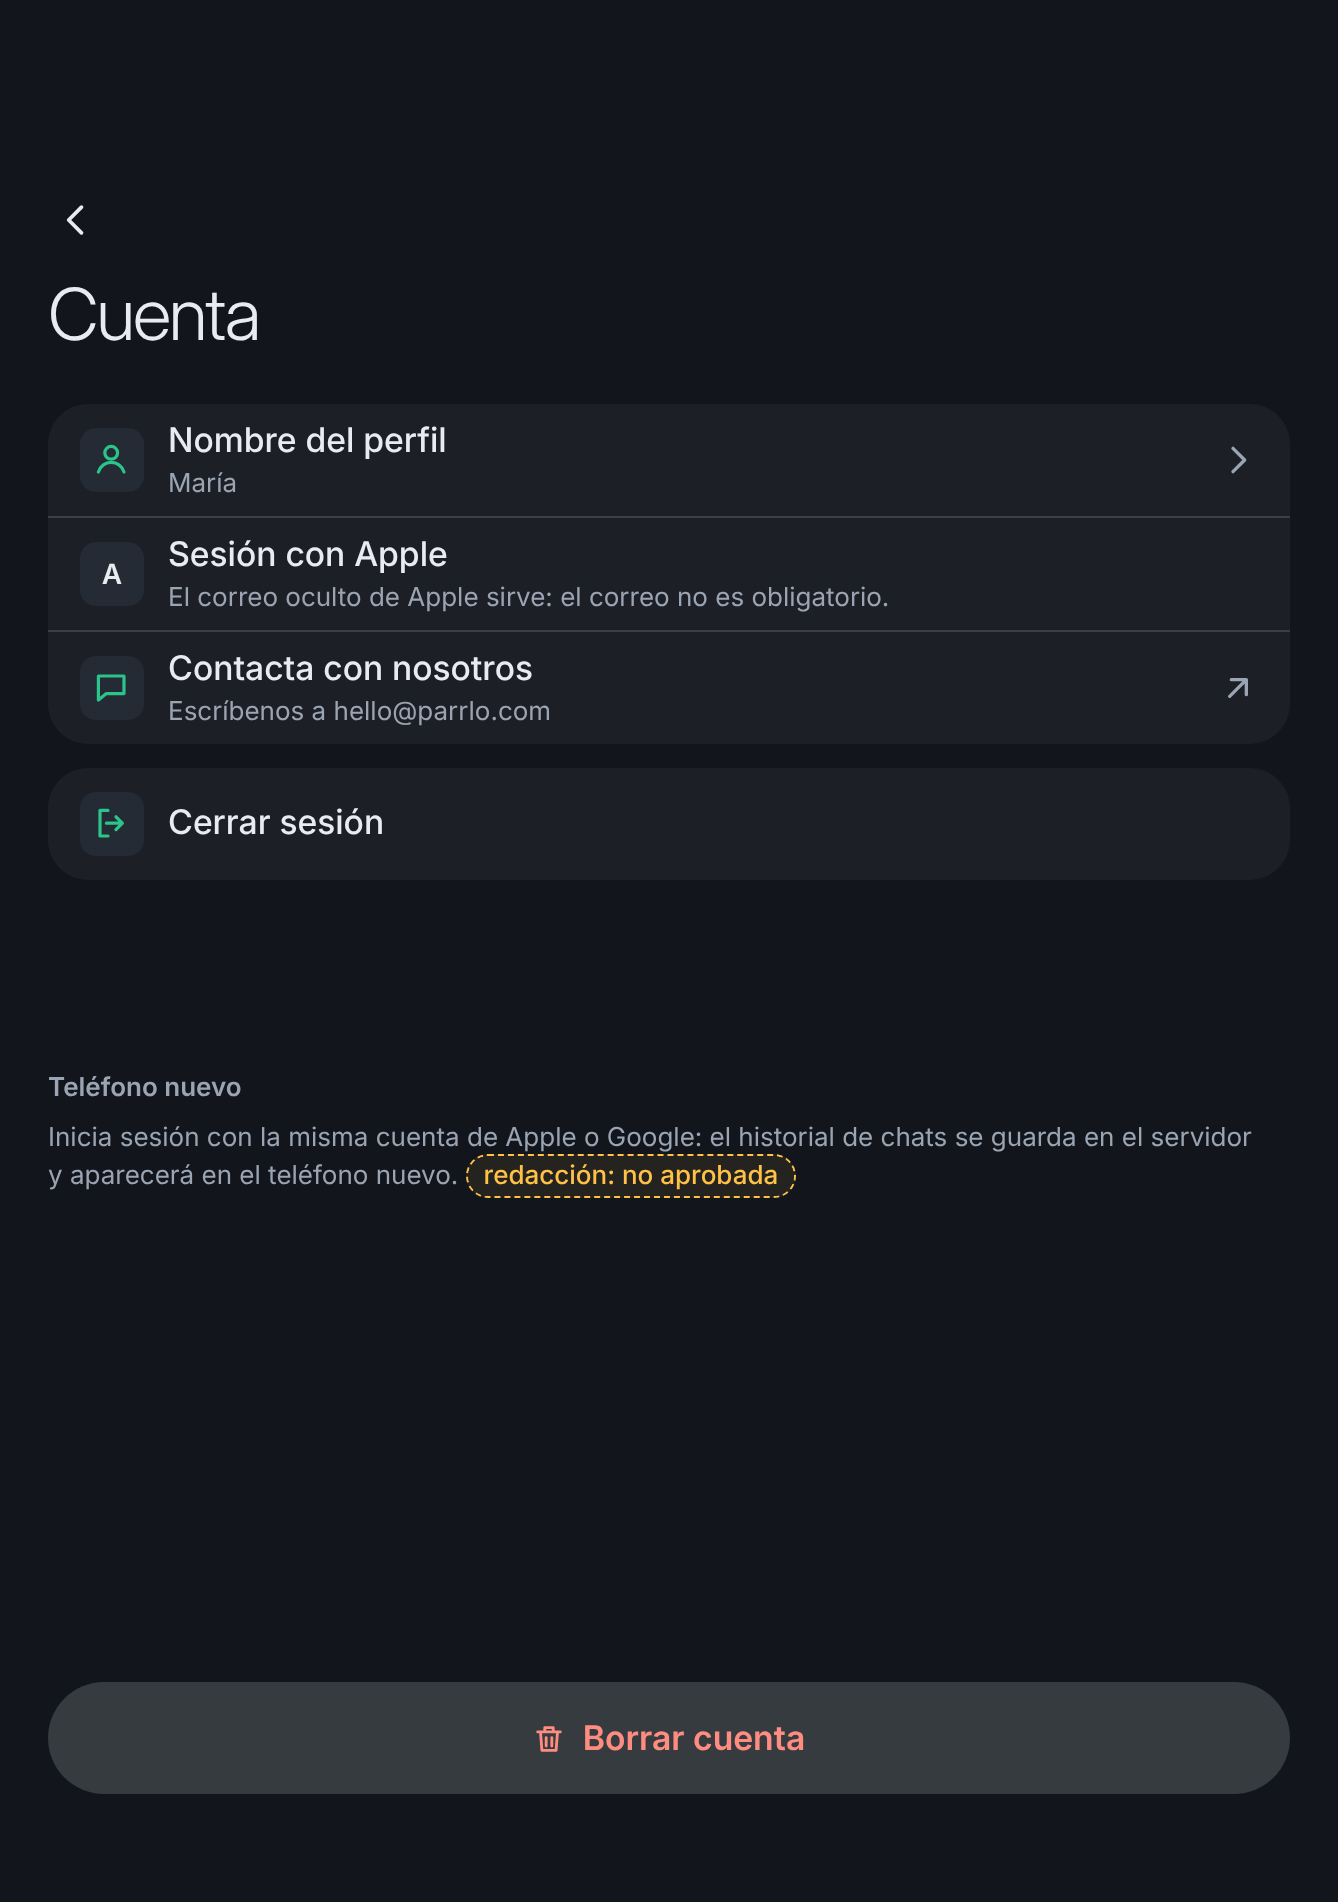 Cuenta
Nombre del perfil
María
A
Sesión con Apple
El correo oculto de Apple sirve: el correo no es obligatorio.
Contacta con nosotros
Escríbenos a hello@parrlo.com
Cerrar sesión
Teléfono nuevo
Inicia sesión con la misma cuenta de Apple o Google: el historial de chats se guarda en el servidor
y aparecerá en el teléfono nuevo. redacción: no aprobada
Borrar cuenta